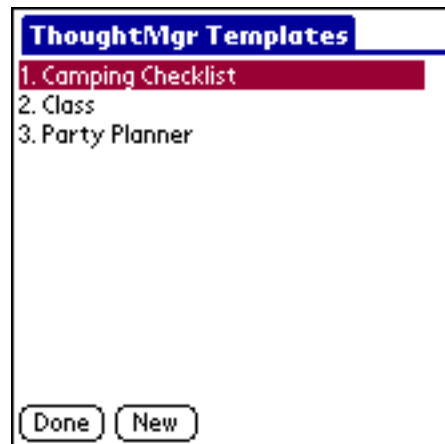 ThoughtMgr Templates
1. Camping Checklist
2. Class
3. Party Planner
Done New